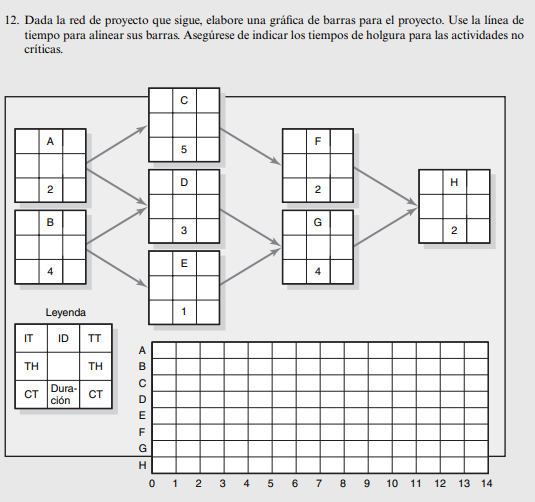 12. Dada la red de proyecto que sigue, elabore una gráfica de barras para el proyecto. Use la línea de
tiempo para alinear sus barras. Asegúrese de indicar los tiempos de holgura para las actividades no
críticas.
C
5
A
2
F
2
D
3
H
2
B
4
G
4
E
1
Leyenda
IT ID TT
TH TH
CT Dura-
ción CT
A
B
C
D
E
F
G
H
0 1 2 3 4 5 6 7 8 9 10 11 12 13 14